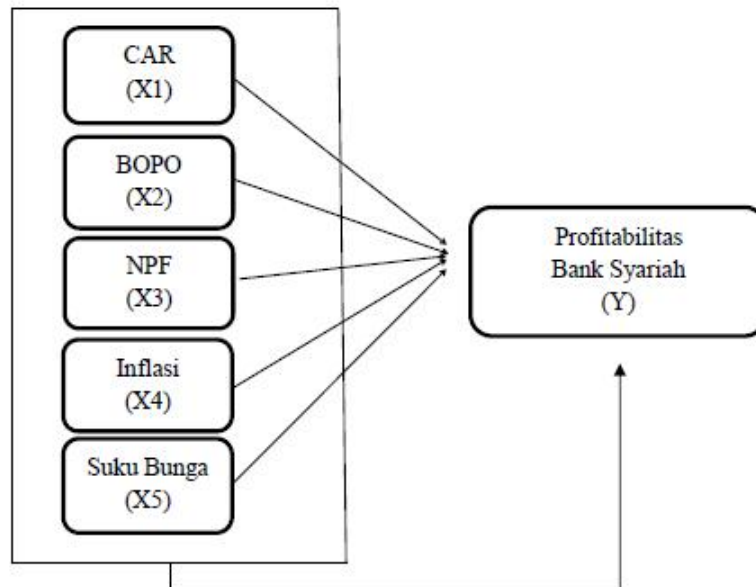 CAR
(X1)
BOPO
(X2)
NPF
(X3)
Inflasi
(X4)
Suku Bunga
(X5)
Profitabilitas
Bank Syariah
(Y)